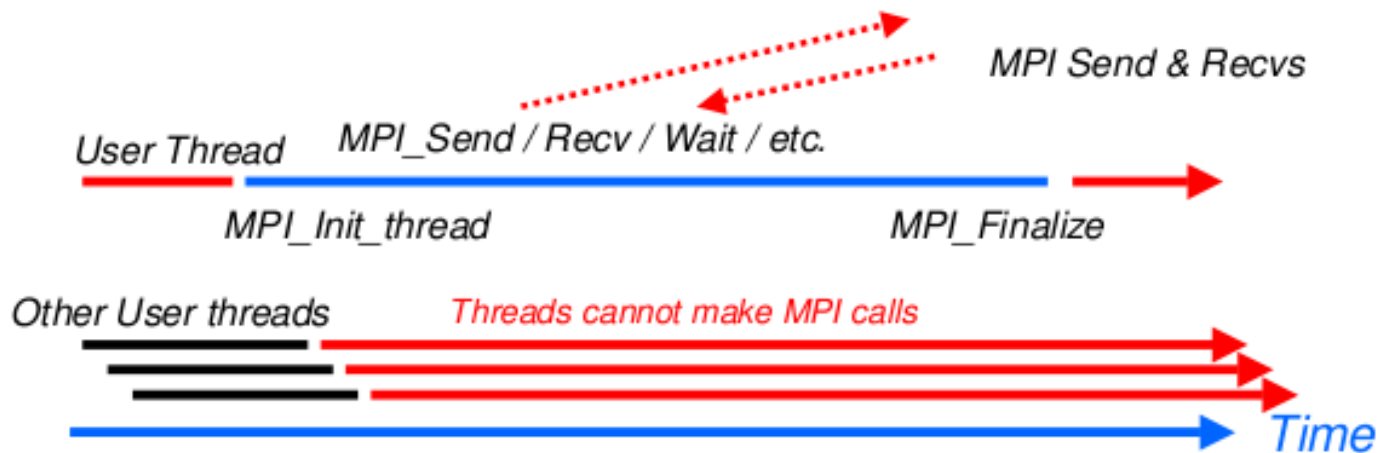 MPI Send & Recvs
User Thread
MPI_Send / Recv / Wait / etc.
MPI_Init_thread
MPI_Finalize
Other User threads
Threads cannot make MPI calls
Time